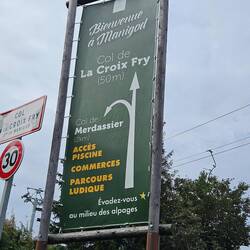 Bienvenue
à Manigod
Col de
La Croix Fry
(50m)
Col de
Merdassier
(3km)
ACCÈS
PISCINE
COMMERCES
PARCOURS
LUDIQUE
Évadez-vous
au milieu des alpages
COL
LA CROIX FRY
30